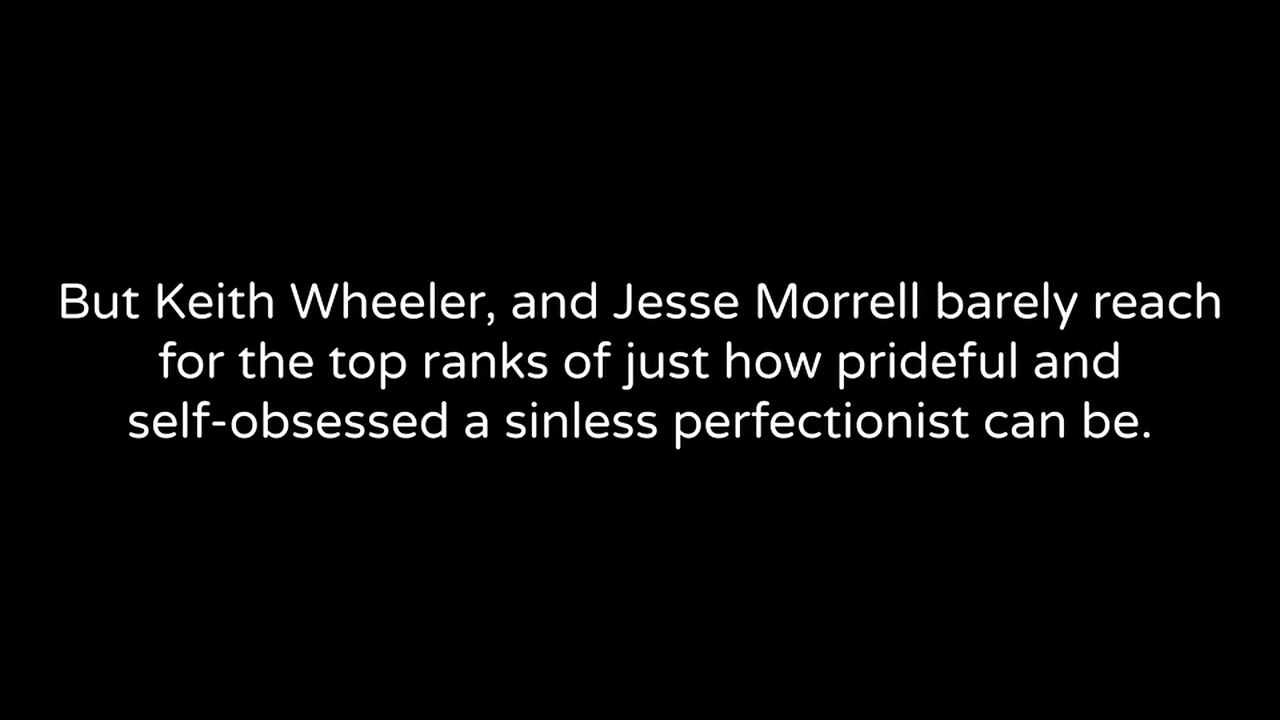 But Keith Wheeler, and Jesse Morrell barely reach
for the top ranks of just how prideful and
self-obsessed a sinless perfectionist can be.